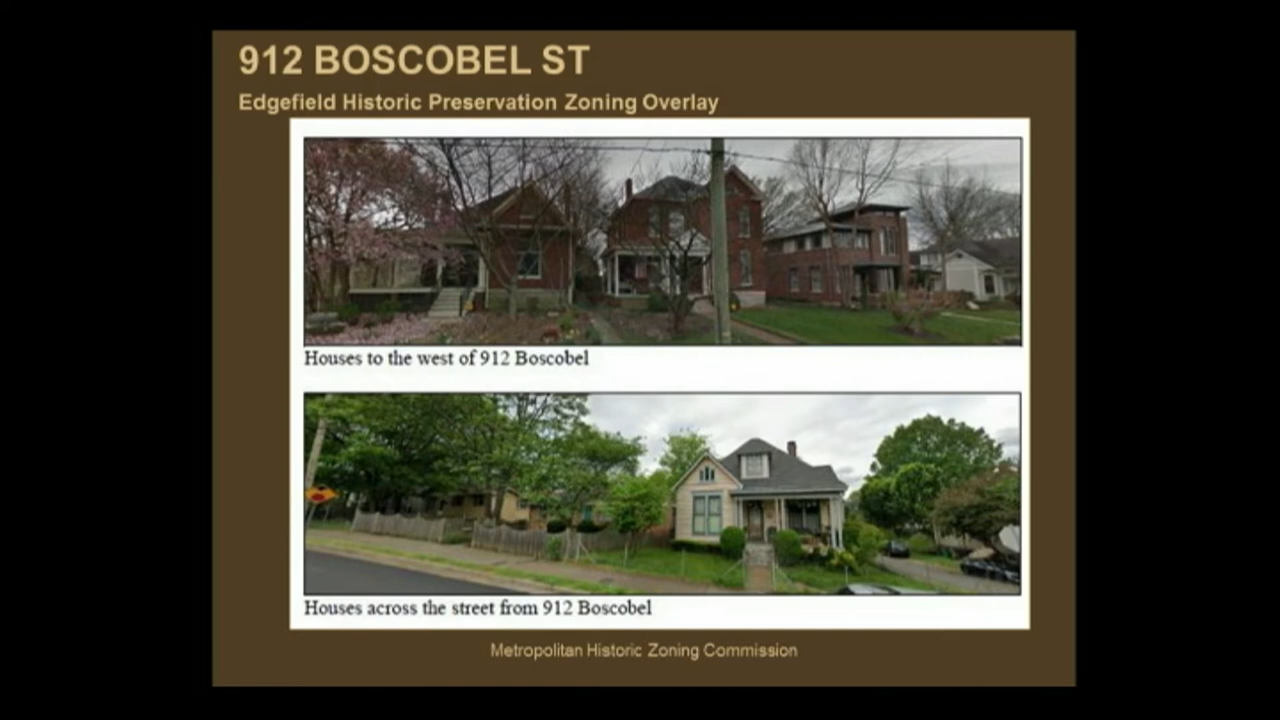 912 BOSCOBEL ST
Edgefield Historic Preservation Zoning Overlay
Houses to the west of 912 Boscobel
Houses across the street from 912 Boscobel
Metropolitan Historic Zoning Commission